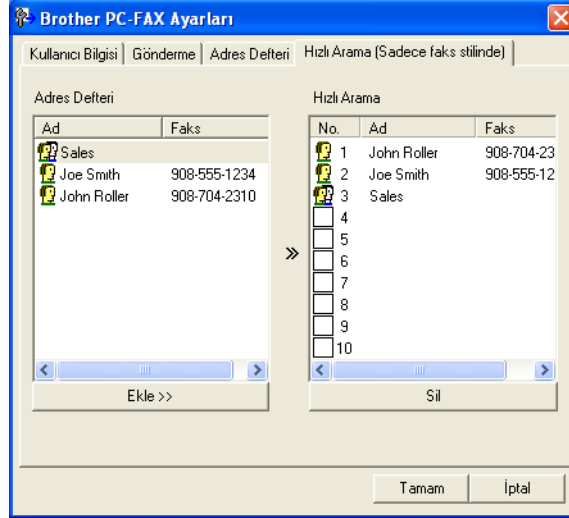 Brother PC-FAX Ayarları
Kullanıcı Bilgisi Gönderme Adres Defteri Hızlı Arama (Sadece faks stilinde)
Adres Defteri Hızlı Arama
Ad Faks No. Ad Faks
Sales 1 John Roller 908-704-23
Joe Smith 908-555-1234 2 Joe Smith 908-555-12
John Roller 908-704-2310 3 Sales
4
5
6
7
8
9
10
Ekle >> Sil
Tamam İptal